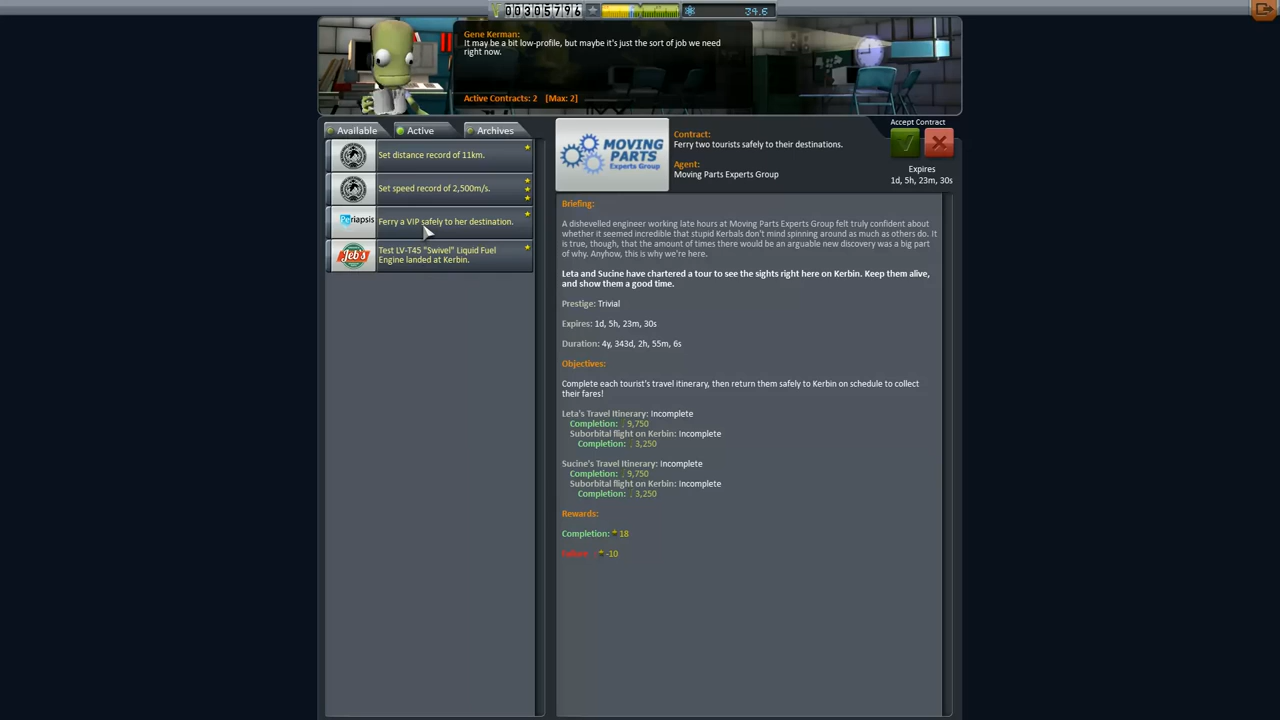 00305796
34.6
Gene Kerman:
It may be a bit low-profile, but maybe it's just the sort of job we need
right now.
Active Contracts: 2 [Max: 2]
Available
Active
Archives
Set distance record of 11km.
Set speed record of 2,500m/s.
Periapsis
Ferry a VIP safely to her destination.
Jeb's
Test LV-T45 "Swivel" Liquid Fuel
Engine landed at Kerbin.
MOVING
PARTS
Experts Group
Contract:
Ferry two tourists safely to their destinations.
Agent:
Moving Parts Experts Group
Accept Contract
Expires
1d, 5h, 23m, 30s
Briefing:
A dishevelled engineer working late hours at Moving Parts Experts Group felt truly confident about
whether it seemed incredible that stupid Kerbals don't mind spinning around as much as others do. It
is true, though, that the amount of times there would be an arguable new discovery was a big part
of why. Anyhow, this is why we're here.
Leta and Sucine have chartered a tour to see the sights right here on Kerbin. Keep them alive,
and show them a good time.
Prestige: Trivial
Expires: 1d, 5h, 23m, 30s
Duration: 4y, 343d, 2h, 55m, 6s
Objectives:
Complete each tourist's travel itinerary, then return them safely to Kerbin on schedule to collect
their fares!
Leta's Travel Itinerary: Incomplete
Completion: 9,750
Suborbital flight on Kerbin: Incomplete
Completion: 3,250
Sucine's Travel Itinerary: Incomplete
Completion: 9,750
Suborbital flight on Kerbin: Incomplete
Completion: 3,250
Rewards:
Completion: 18
Failure: -10